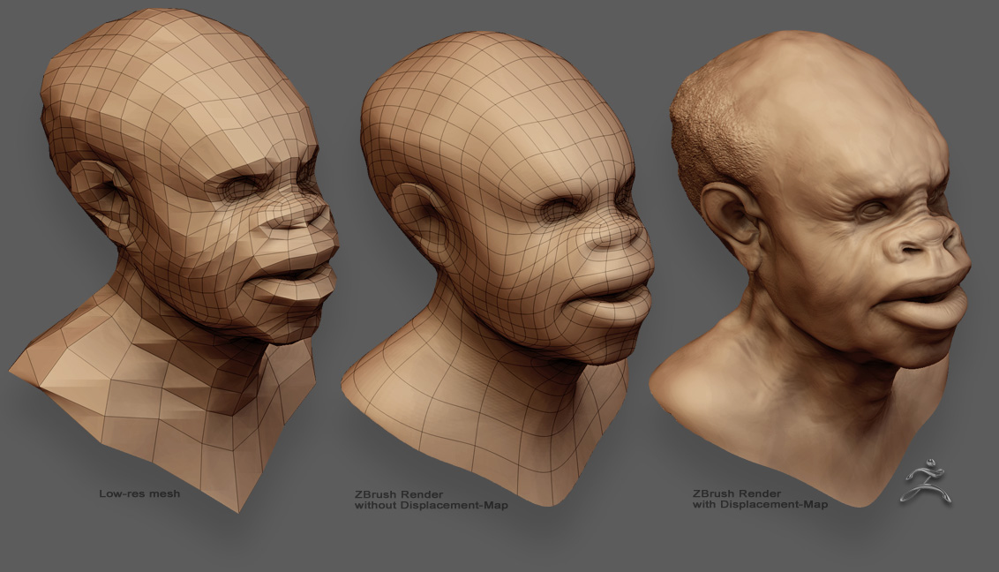 Low-res mesh
ZBrush Render
without Displacement-Map
ZBrush Render
with Displacement-Map